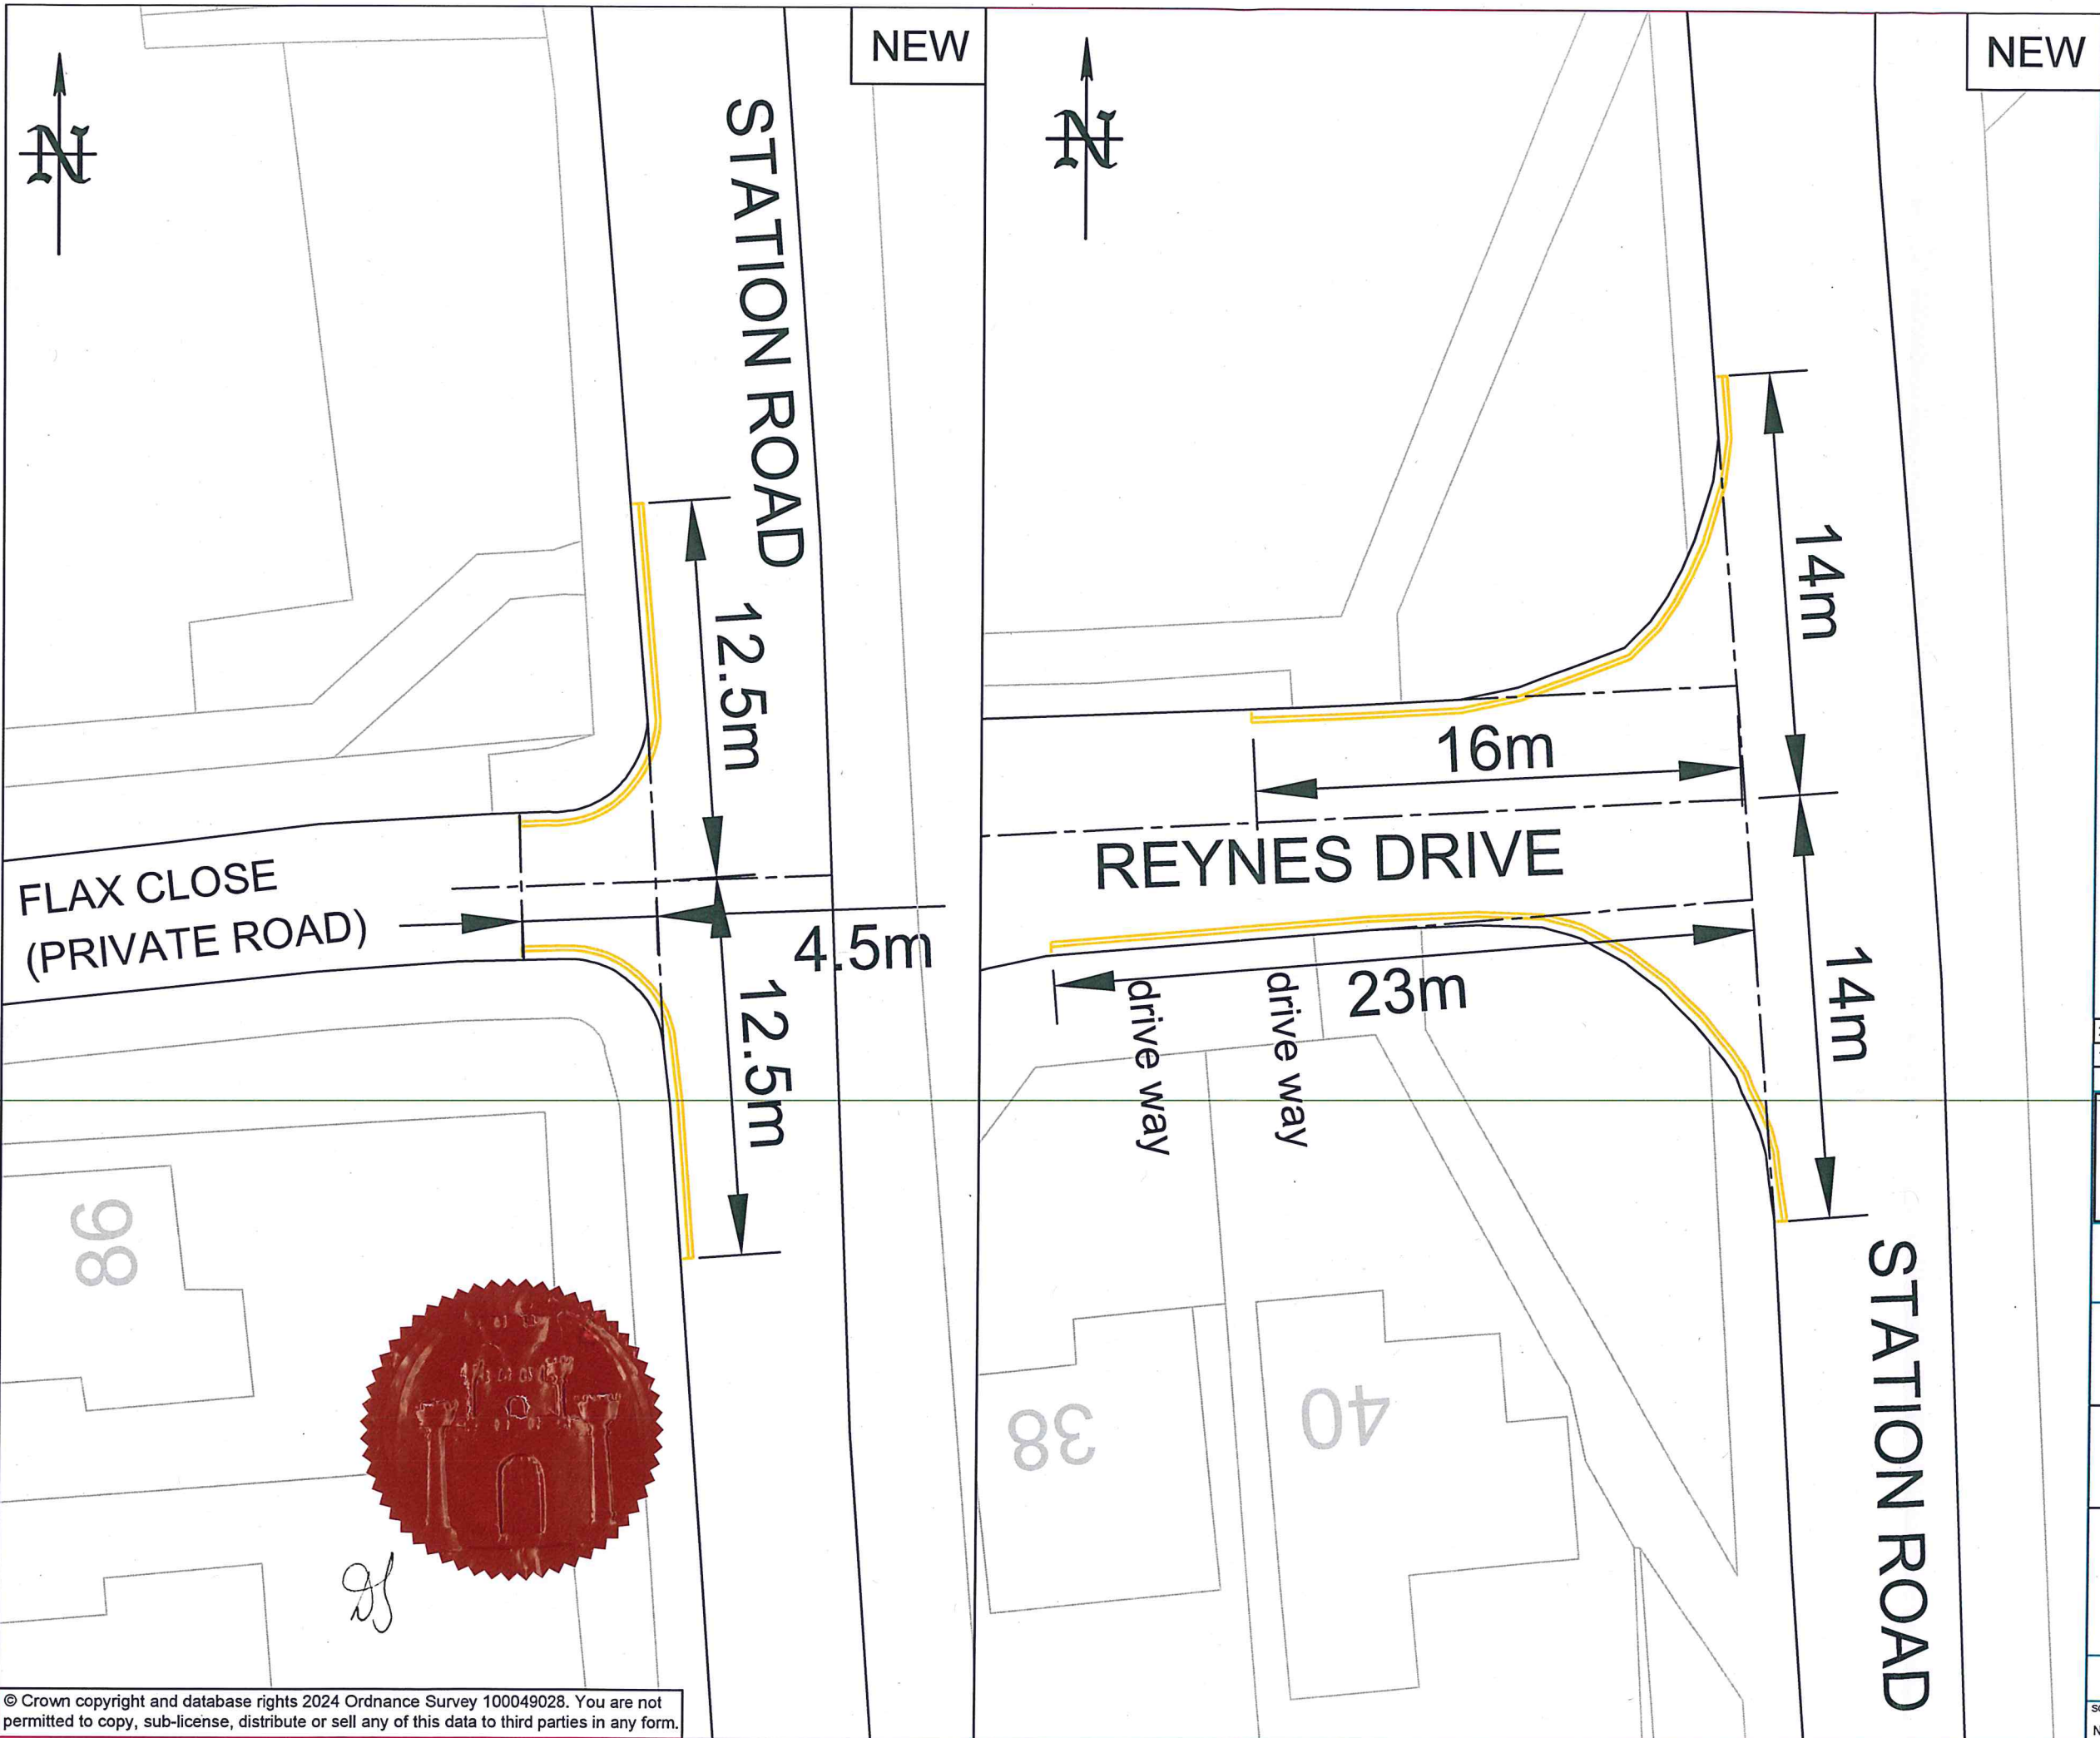 NEW
STATION ROAD
12.5m
FLAX CLOSE
(PRIVATE ROAD)
4.5m
12.5m
98
© Crown copyright and database rights 2024 Ordnance Survey 100049028. You are not
permitted to copy, sub-license, distribute or sell any of this data to third parties in any form.
NEW
14m
16m
REYNES DRIVE
23m
14m
drive way
drive way
38
40
STATION ROAD